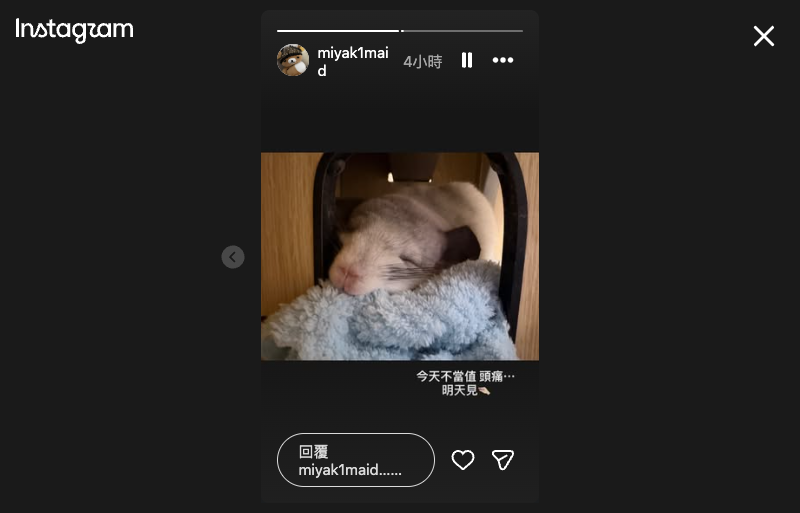 Instagram
miyak1mai
d
4小時
今天不當值 頭痛⋯
明天見
回覆
miyak1maid......